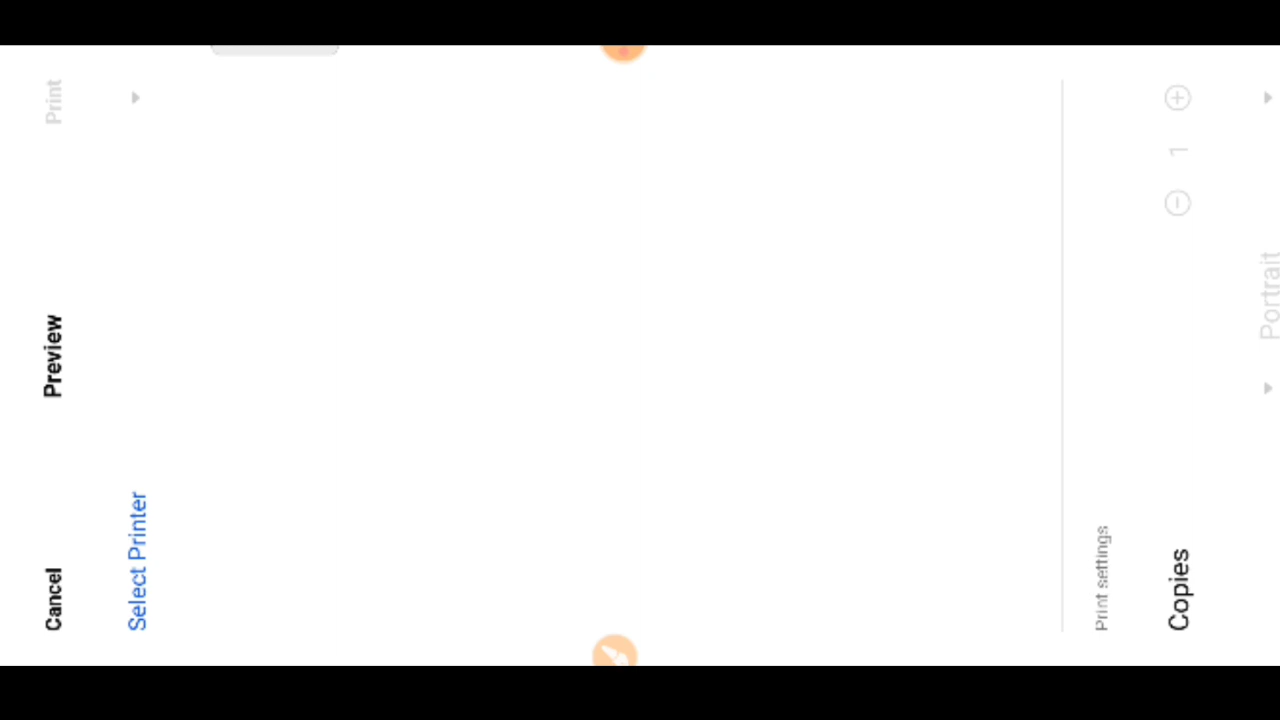 Cancel Preview Print
Select Printer
Print settings
Copies 1
Portrait